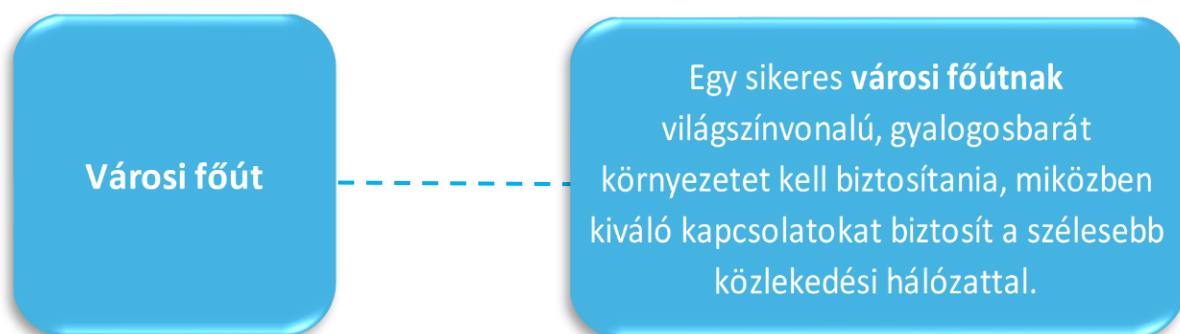 Városi főút
Egy sikeres városi főútnak
világszínvonalú, gyalogosbarát
környezetet kell biztosítania, miközben
kiváló kapcsolatokat biztosít a szélesebb
közlekedési hálózattal.